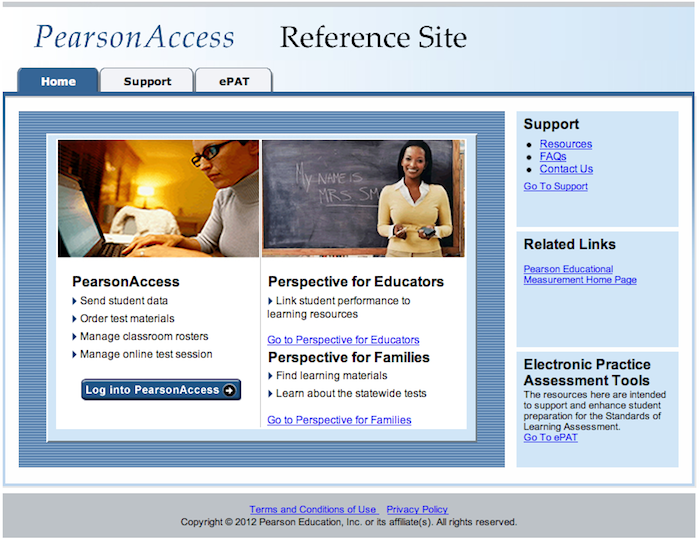 PearsonAccess Reference Site
Home Support ePAT
MY NAME IS
MRS. SM
PearsonAccess
Send student data
Order test materials
Manage classroom rosters
Manage online test session
Log into PearsonAccess
Perspective for Educators
Link student performance to
learning resources
Go to Perspective for Educators
Perspective for Families
Find learning materials
Learn about the statewide tests
Go to Perspective for Families
Support
Resources
FAQs
Contact Us
Go To Support
Related Links
Pearson Educational
Measurement Home Page
Electronic Practice
Assessment Tools
The resources here are intended
to support and enhance student
preparation for the Standards of
Learning Assessment.
Go To ePAT
Terms and Conditions of Use Privacy Policy
Copyright © 2012 Pearson Education, Inc. or its affiliate(s). All rights reserved.